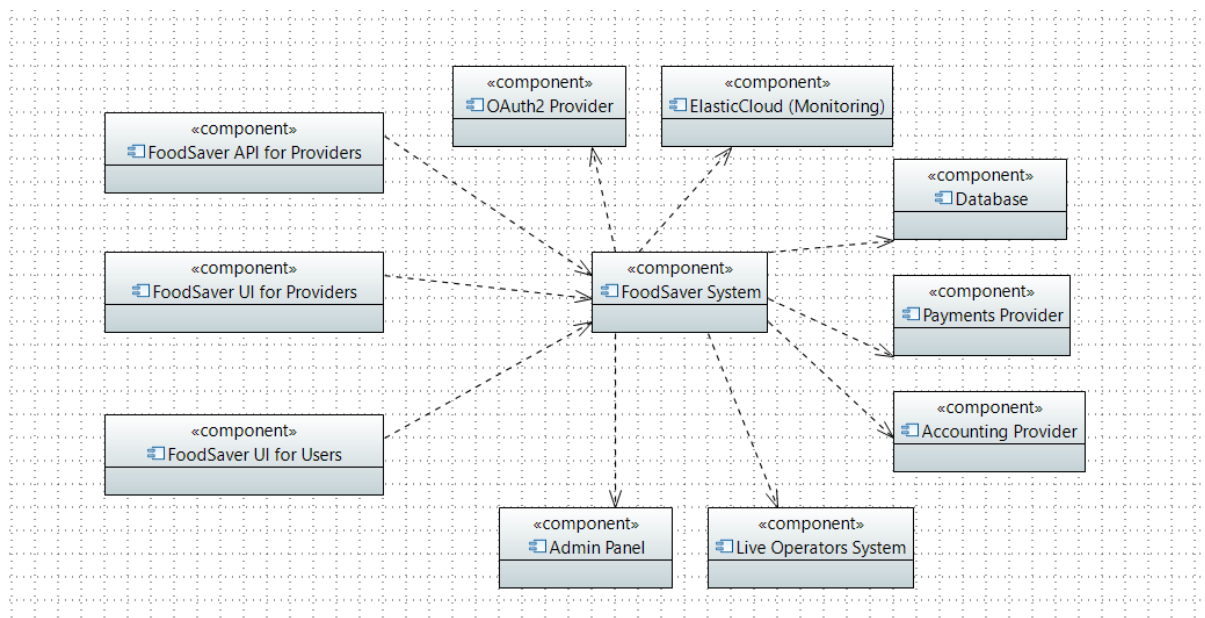 «component»
OAuth2 Provider
«component»
ElasticCloud (Monitoring)
«component»
FoodSaver API for Providers
«component»
Database
«component»
FoodSaver UI for Providers
«component»
FoodSaver System
«component»
Payments Provider
«component»
Accounting Provider
«component»
FoodSaver UI for Users
«component»
Admin Panel
«component»
Live Operators System